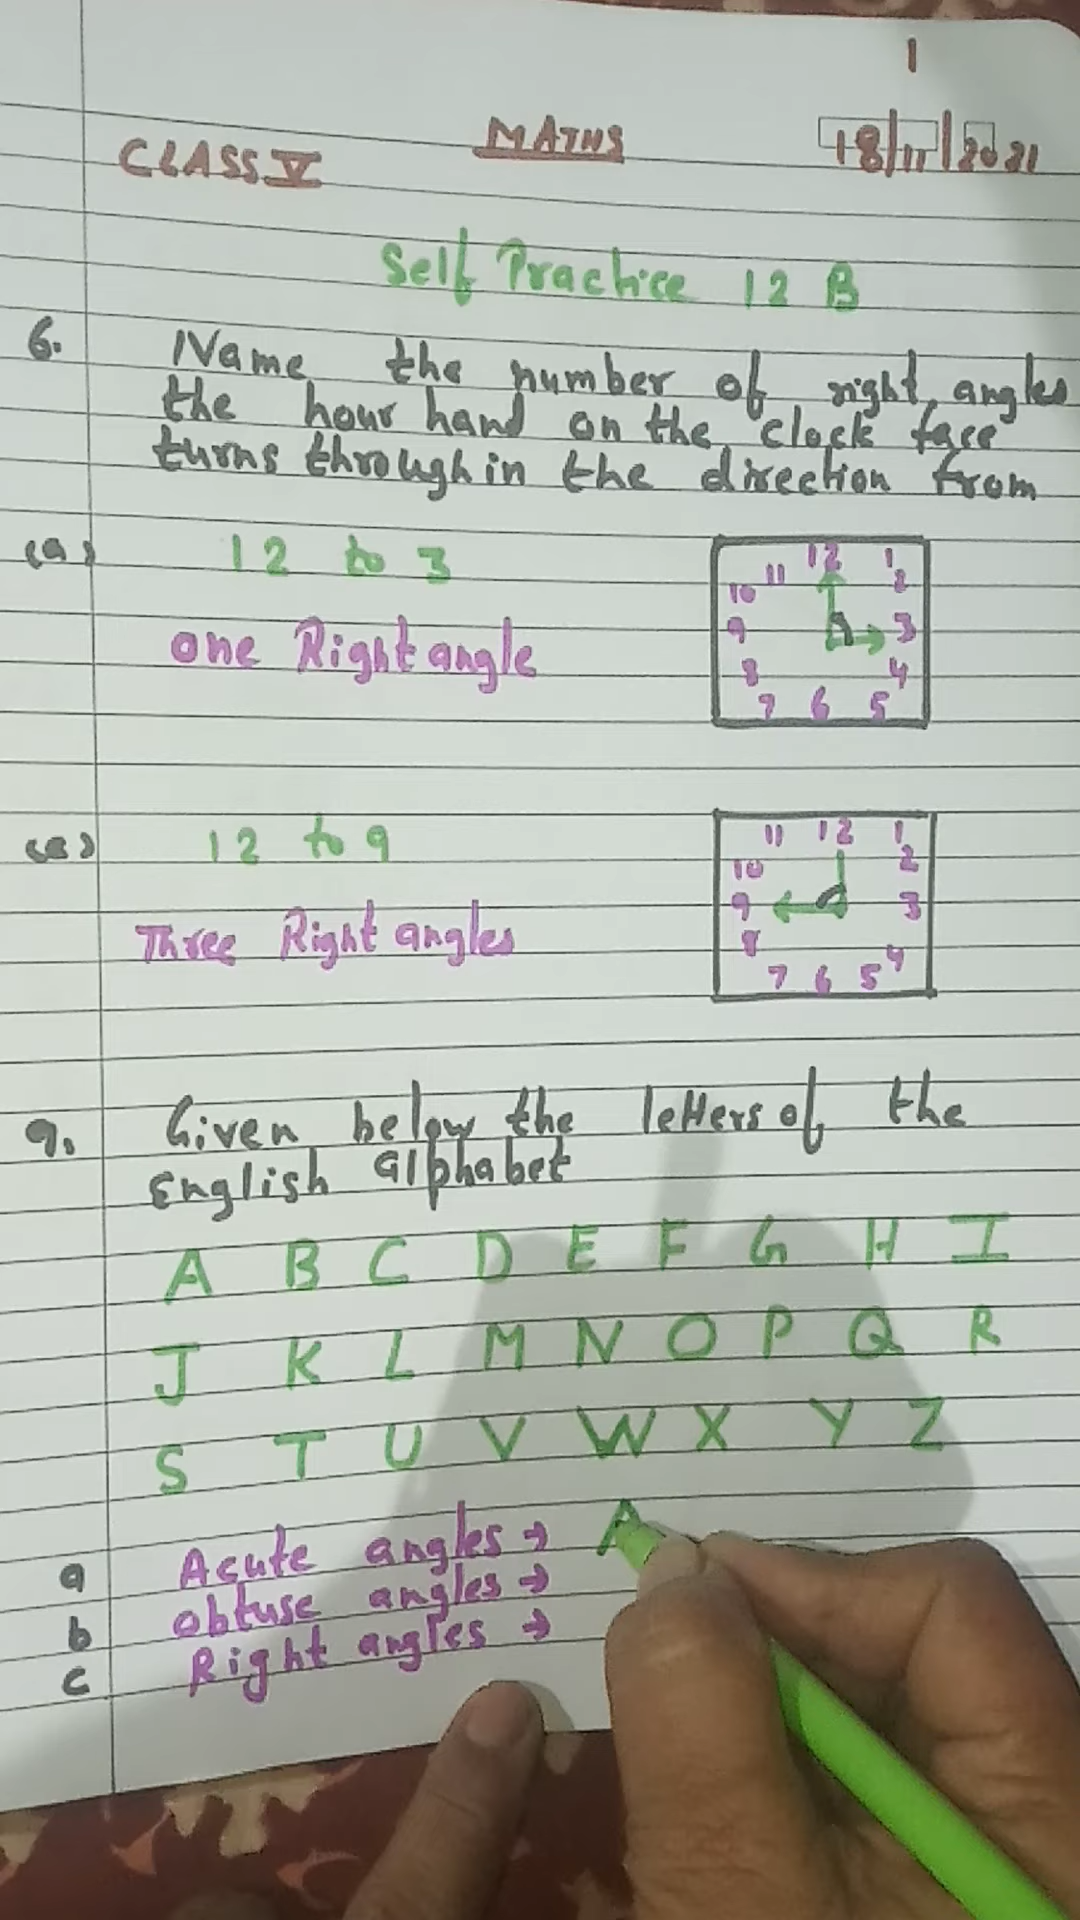 1
CLASS V MATHS 18/11/2021
Self Practice 12 B
6. Name the number of right angles
the hour hand on the clock face
turns through in the direction from
(a) 12 to 3
One Right angle
11 12 1
10 2
9 3
8 4
7 6 5
12 to 9
Three Right angles
11 12 1
10 2
9 3
8 4
7 6 5
9. Given below the letters of the
English alphabet
A B C D E F G H I
J K L M N O P Q R
S T U V W X Y Z
a Acute angles → A
b Obtuse angles →
c Right angles →